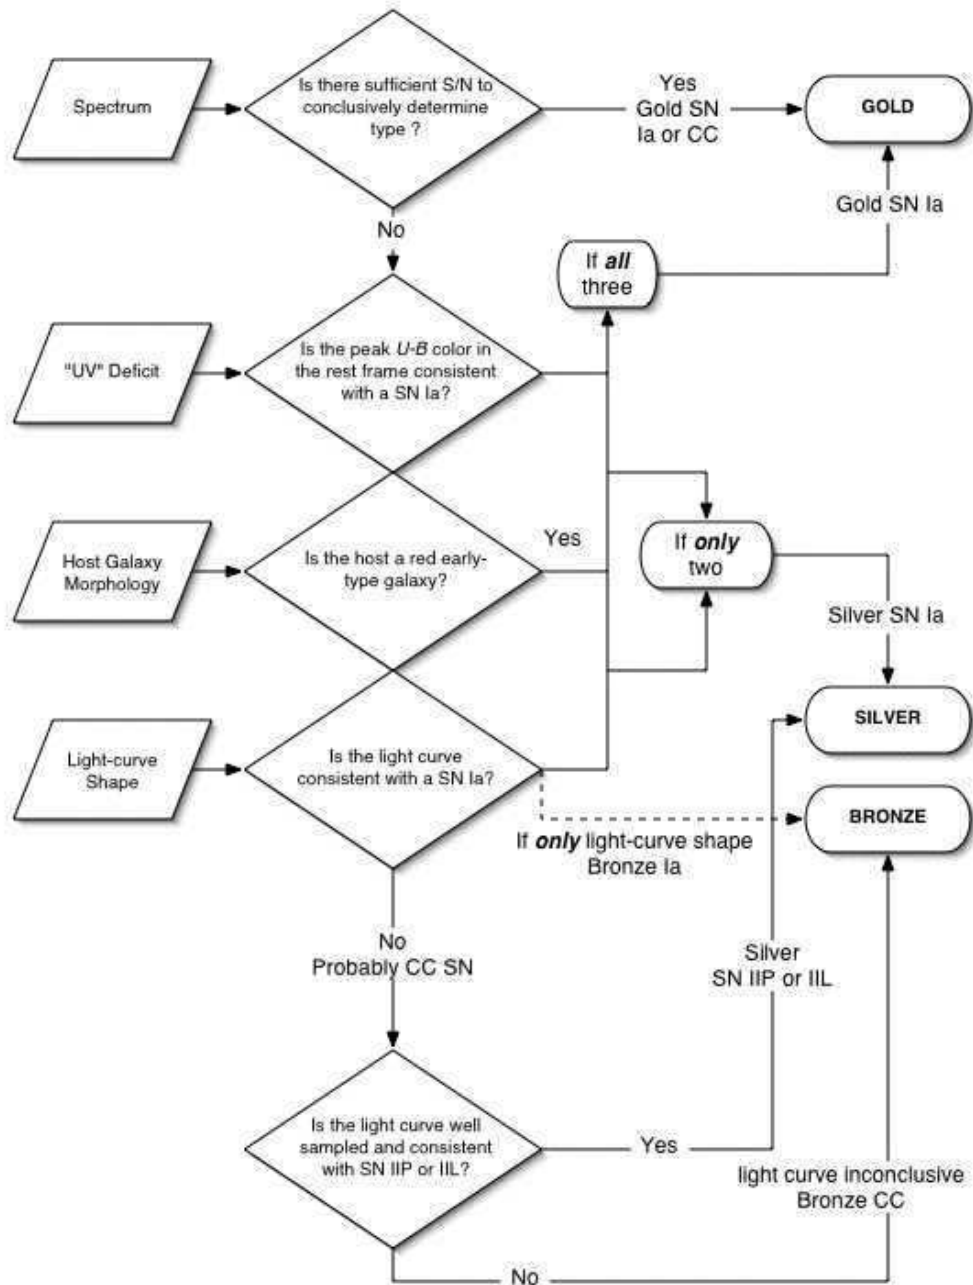 Spectrum
Is there sufficient S/N to
conclusively determine
type ?
Yes
Gold SN
Ia or CC
GOLD
Gold SN Ia
No
If all
three
"UV" Deficit
Is the peak U-B color in
the rest frame consistent
with a SN Ia?
Host Galaxy
Morphology
Is the host a red early-
type galaxy?
Yes
If only
two
Silver SN Ia
SILVER
Light-curve
Shape
Is the light curve
consistent with a SN Ia?
BRONZE
If only light-curve shape
Bronze Ia
No
Probably CC SN
Silver
SN IIP or IIL
Is the light curve well
sampled and consistent
with SN IIP or IIL?
Yes
light curve inconclusive
Bronze CC
No